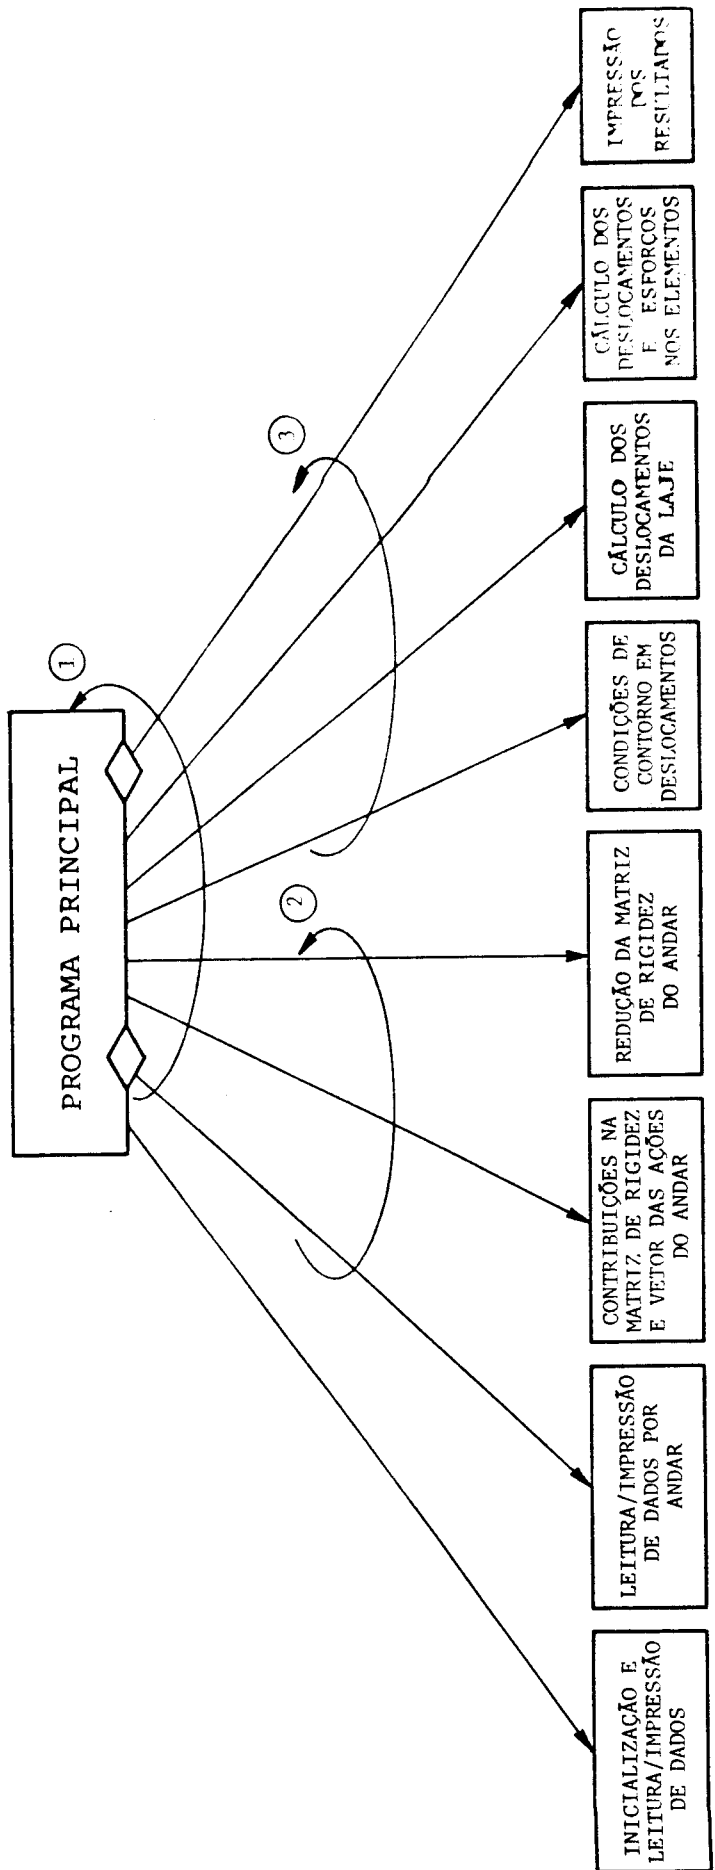 PROGRAMA PRINCIPAL
1
2
3
INICIALIZAÇÃO E
LEITURA/IMPRESSÃO
DE DADOS
LEITURA/IMPRESSÃO
DE DADOS POR
ANDAR
CONTRIBUIÇÕES NA
MATRIZ DE RIGIDEZ
E VETOR DAS AÇÕES
DO ANDAR
REDUÇÃO DA MATRIZ
DE RIGIDEZ
DO ANDAR
CONDIÇÕES DE
CONTORNO EM
DESLOCAMENTOS
CÁLCULO DOS
DESLOCAMENTOS
DA LAJE
CÁLCULO DOS
DESLOCAMENTOS
E ESFORÇOS
NOS ELEMENTOS
IMPRESSÃO
DOS
RESULTADOS